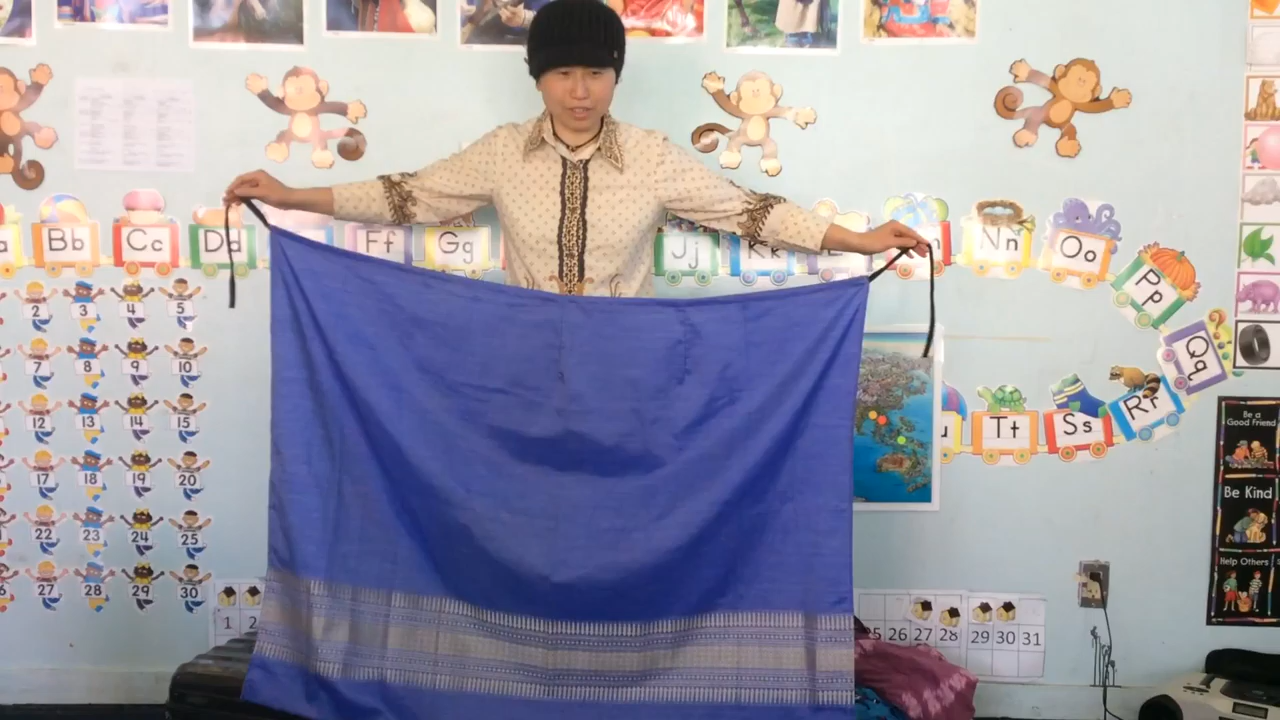 a
Bb
Cc
Dd
Ff
Gg
Jj
Kk
Nn
Oo
Pp
Qq
Rr
Ss
Tt
u
2 3 4 5
7 8 9 10
12 13 14 15
17 18 19 20
22 23 24 25
27 28 29 30
1 2
25 26 27 28 29 30 31
Be a
Good Friend
Be Kind
Help Others